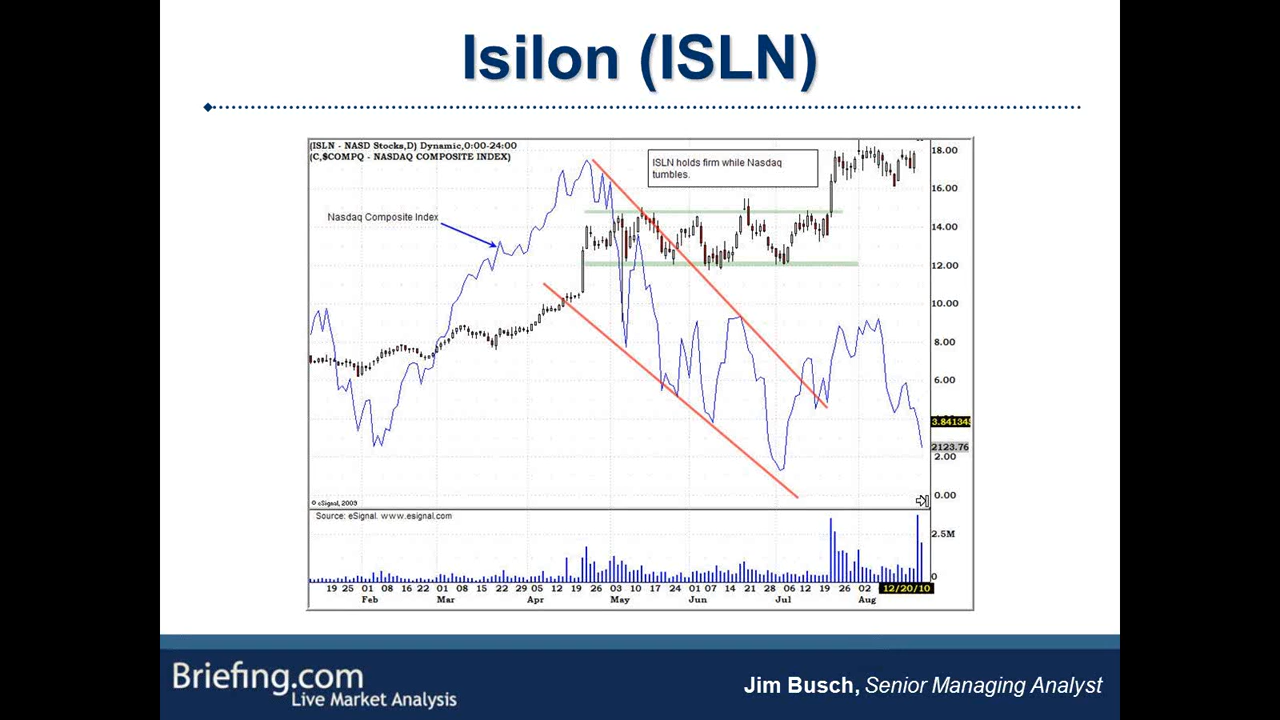 Isilon (ISLN)
(ISLN - NASD Stocks,D) Dynamic,0:00-24:00
(C,$COMPQ - NASDAQ COMPOSITE INDEX)
ISLN holds firm while Nasdaq
tumbles.
Nasdaq Composite Index
18.00
16.00
14.00
12.00
10.00
8.00
6.00
3.84134
2123.76
2.00
0.00
© eSignal, 2009
Source: eSignal. www.esignal.com
2.5M
0
19 25 01 08 16 22 01 08 15 22 29 05 12 19 26 03 10 17 24 01 07 14 21 28 06 12 19 26 02 12/20/10
Feb Mar Apr May Jun Jul Aug
Briefing.com
Live Market Analysis
Jim Busch, Senior Managing Analyst